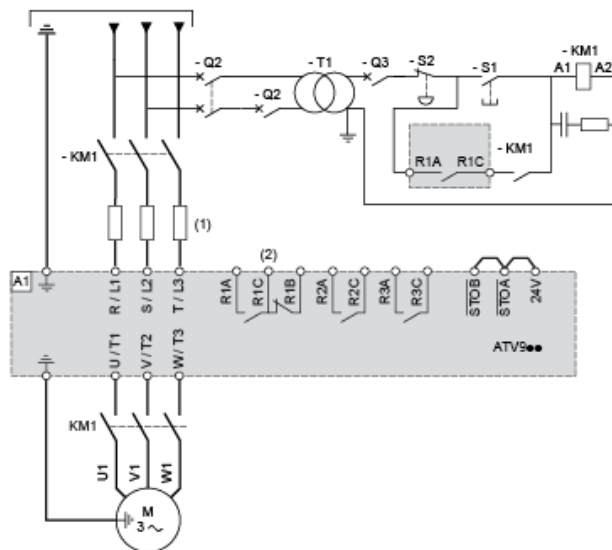 - Q2
- T1
- Q3
- S2
- S1
- KM1
A1
A2
- Q2
- KM1
R1A
R1C
- KM1
(1)
(2)
A1
R / L1
S / L2
T / L3
R1A
R1C
R1B
R2A
R2C
R3A
R3C
STOB
STOA
24V
U / T1
V / T2
W / T3
ATV9●●
KM1
U1
V1
W1
M
3 ~